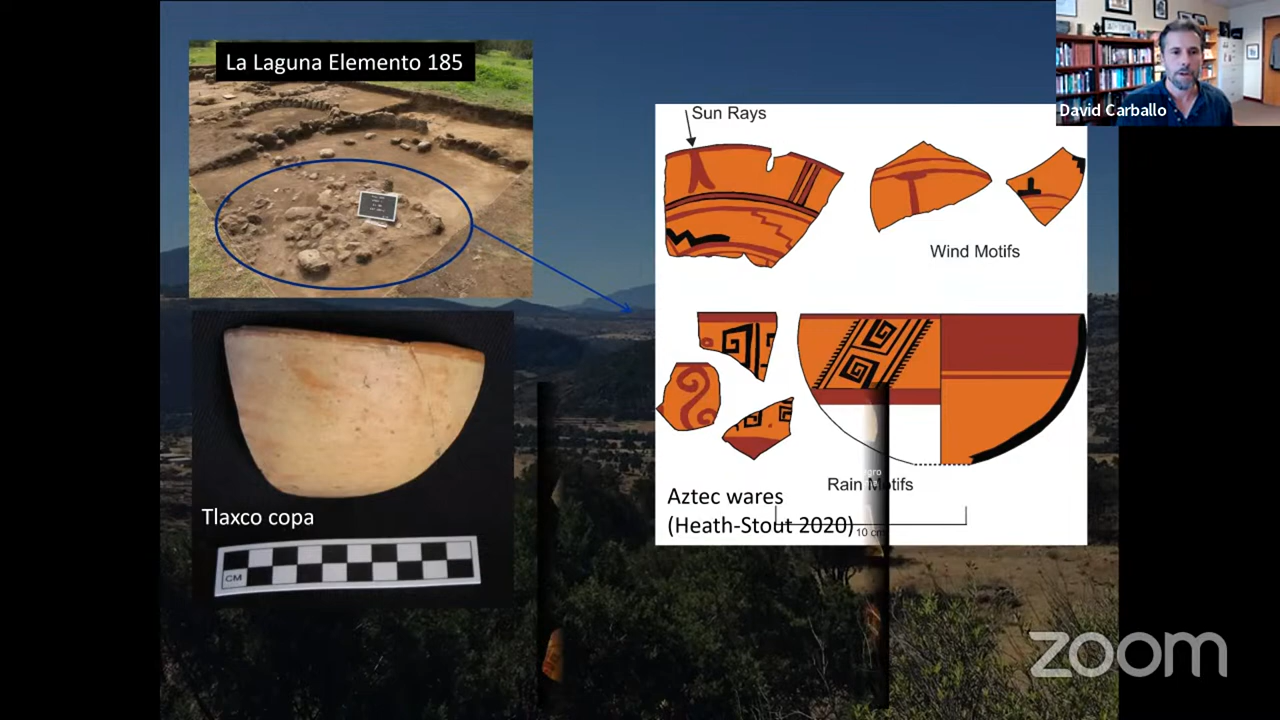 La Laguna Elemento 185
David Carballo
Sun Rays
Wind Motifs
Rain Motifs
Aztec wares
(Heath-Stout 2020)
10 cm
Tlaxco copa
CM
zoom